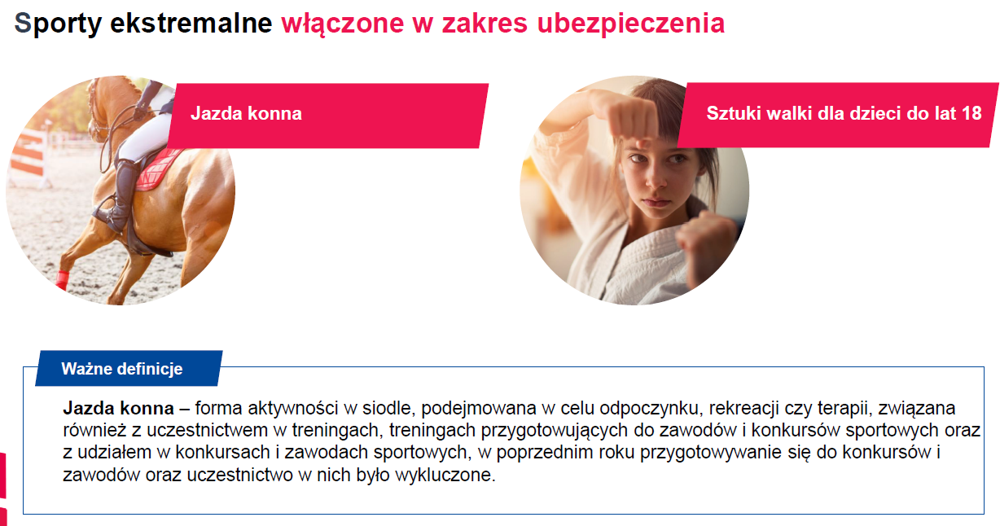 Sporty ekstremalne włączone w zakres ubezpieczenia
Jazda konna
Sztuki walki dla dzieci do lat 18
Ważne definicje
Jazda konna – forma aktywności w siodle, podejmowana w celu odpoczynku, rekreacji czy terapii, związana
również z uczestnictwem w treningach, treningach przygotowujących do zawodów i konkursów sportowych oraz
z udziałem w konkursach i zawodach sportowych, w poprzednim roku przygotowywanie się do konkursów i
zawodów oraz uczestnictwo w nich było wykluczone.